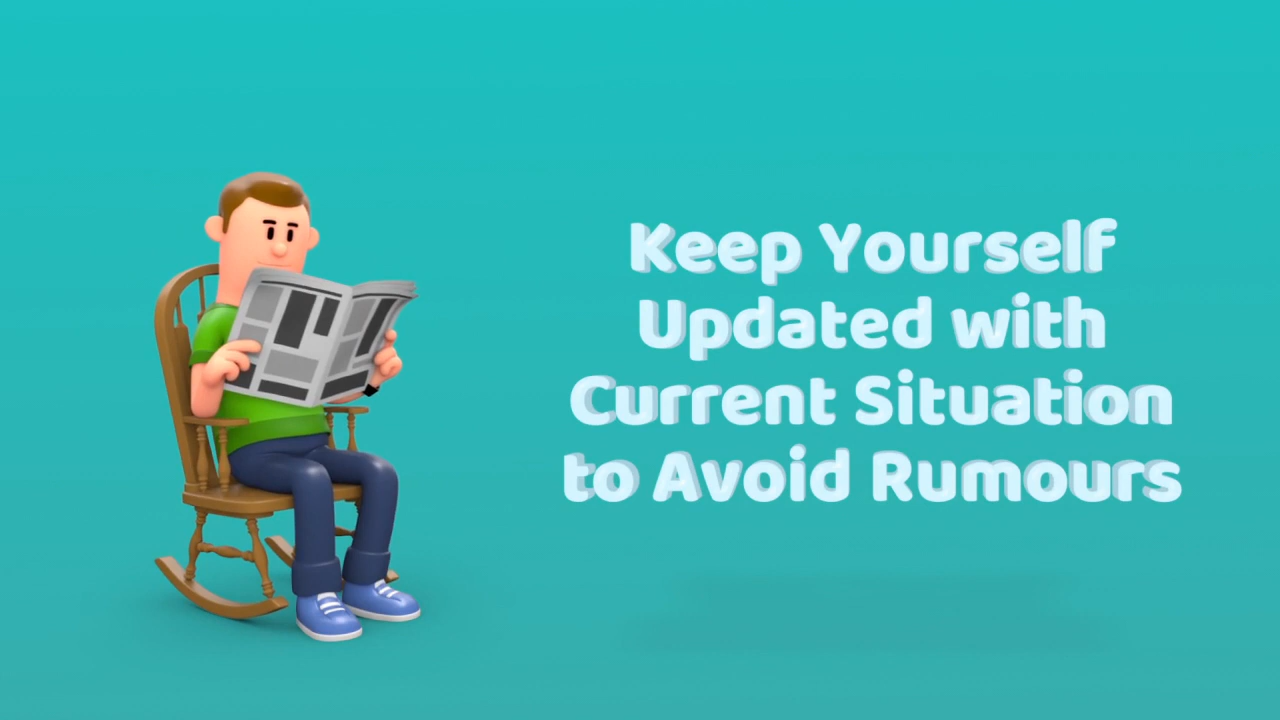 Keep Yourself
Updated with
Current Situation
to Avoid Rumours